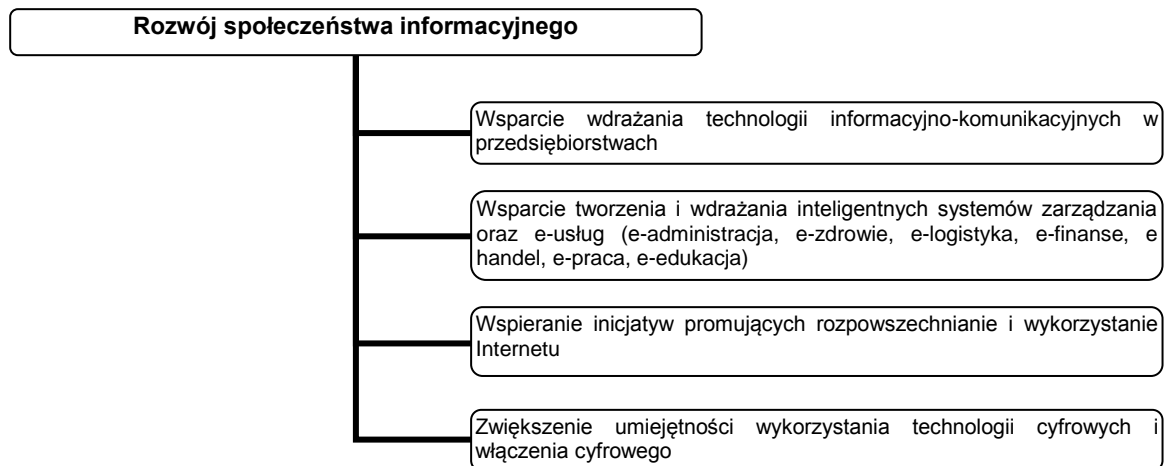 Rozwój społeczeństwa informacyjnego
Wsparcie wdrażania technologii informacyjno-komunikacyjnych w
przedsiębiorstwach
Wsparcie tworzenia i wdrażania inteligentnych systemów zarządzania
oraz e-usług (e-administracja, e-zdrowie, e-logistyka, e-finanse, e
handel, e-praca, e-edukacja)
Wspieranie inicjatyw promujących rozpowszechnianie i wykorzystanie
Internetu
Zwiększenie umiejętności wykorzystania technologii cyfrowych i
włączenia cyfrowego